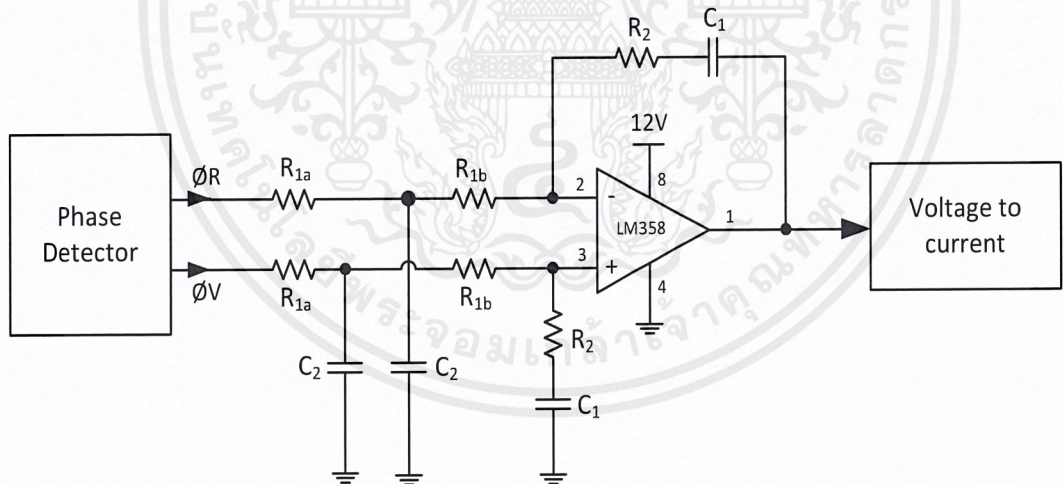 R₂
C₁
12V
Phase
Detector
ØR
R₁ₐ
R₁b
2
-
8
LM358
1
Voltage to
current
ØV
R₁ₐ
R₁b
3
+
4
C₂
C₂
R₂
C₁